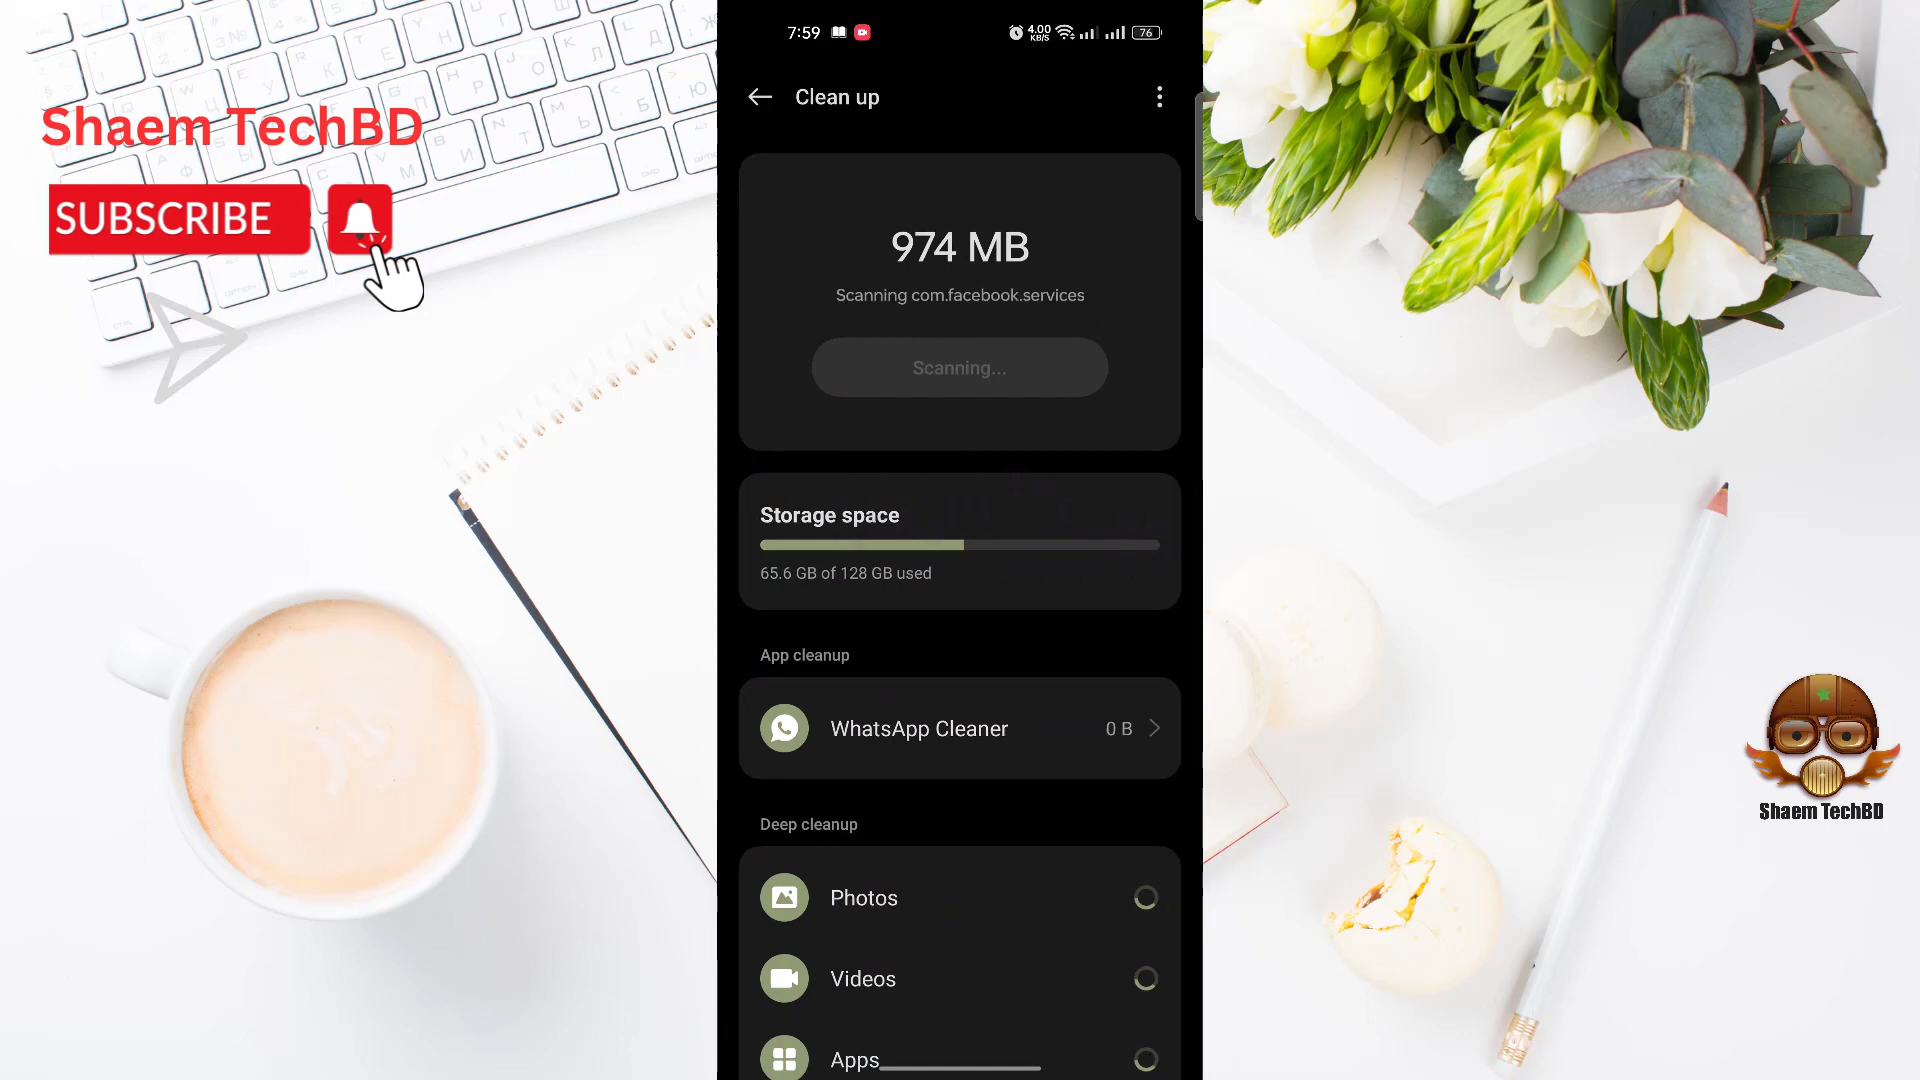 Shaem TechBD
SUBSCRIBE
7:59
4.00
KB/S
76
Clean up
974 MB
Scanning com.facebook.services
Scanning...
Storage space
65.6 GB of 128 GB used
App cleanup
WhatsApp Cleaner
0 B
Deep cleanup
Photos
Videos
Apps
Shaem TechBD